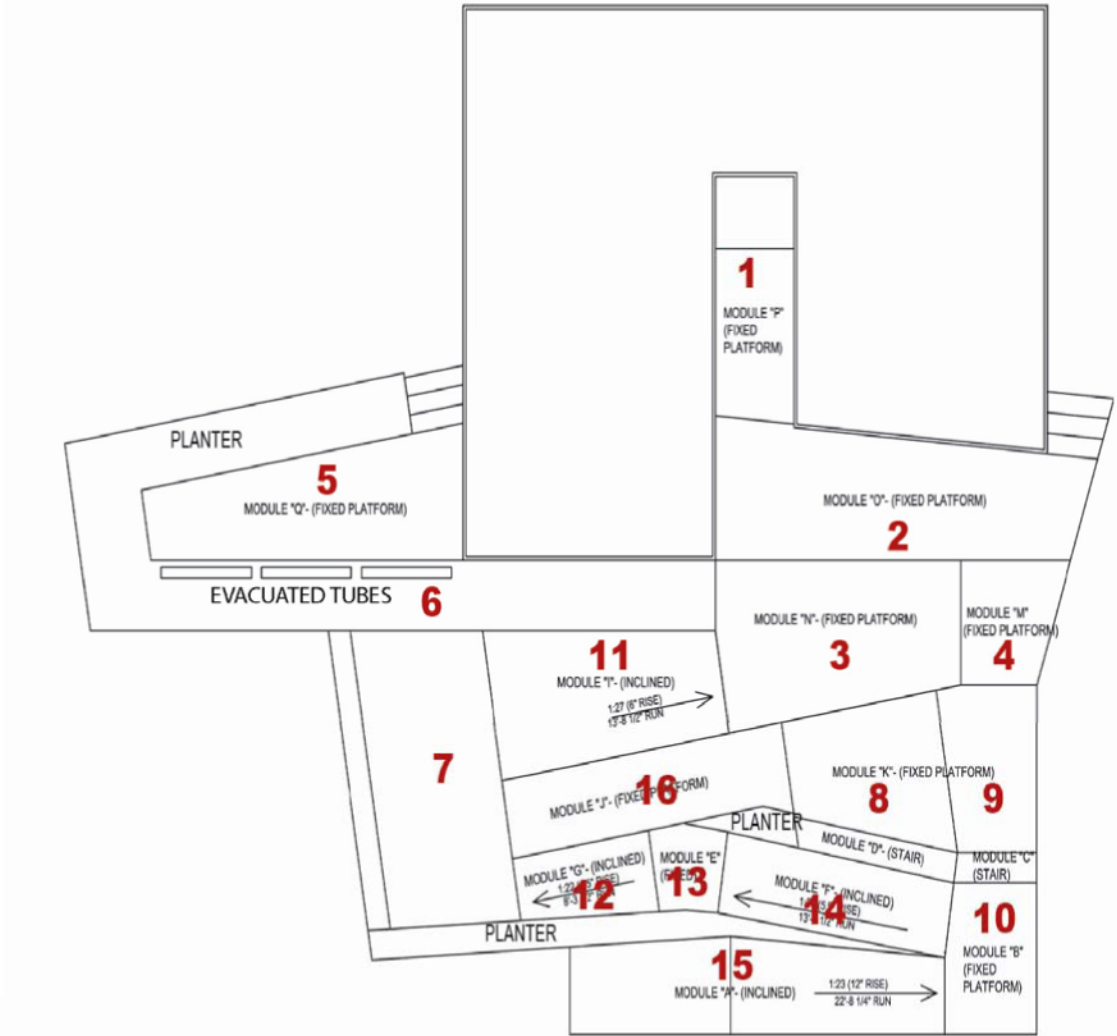 1
MODULE "P"
(FIXED
PLATFORM)
PLANTER
5
MODULE "Q"- (FIXED PLATFORM)
MODULE "O"- (FIXED PLATFORM)
2
EVACUATED TUBES
6
MODULE "N"- (FIXED PLATFORM)
3
MODULE "M"
(FIXED PLATFORM)
4
11
MODULE "I"- (INCLINED)
1:27 (6" RISE)
13'-8 1/2" RUN
7
16
MODULE "J"- (FIXED PLATFORM)
MODULE "K"- (FIXED PLATFORM)
8
9
PLANTER
MODULE "D"- (STAIR)
MODULE "C"
(STAIR)
MODULE "G"- (INCLINED)
RISE)
RUN
12
MODULE "E"
13
MODULE "F"- (INCLINED)
RISE)
RUN
14
10
MODULE "B"
(FIXED
PLATFORM)
PLANTER
15
MODULE "A"- (INCLINED)
1:23 (12" RISE)
22'-8 1/4" RUN